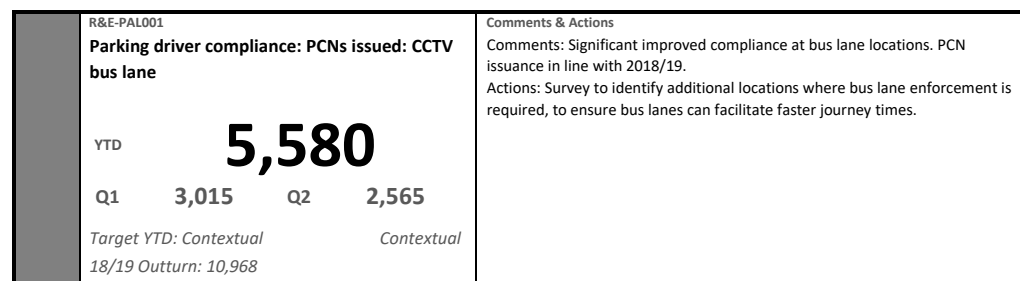 R&E-PAL001
Parking driver compliance: PCNs issued: CCTV
bus lane
YTD 5,580
Q1 3,015 Q2 2,565
Target YTD: Contextual Contextual
18/19 Outturn: 10,968
Comments & Actions
Comments: Significant improved compliance at bus lane locations. PCN
issuance in line with 2018/19.
Actions: Survey to identify additional locations where bus lane enforcement is
required, to ensure bus lanes can facilitate faster journey times.